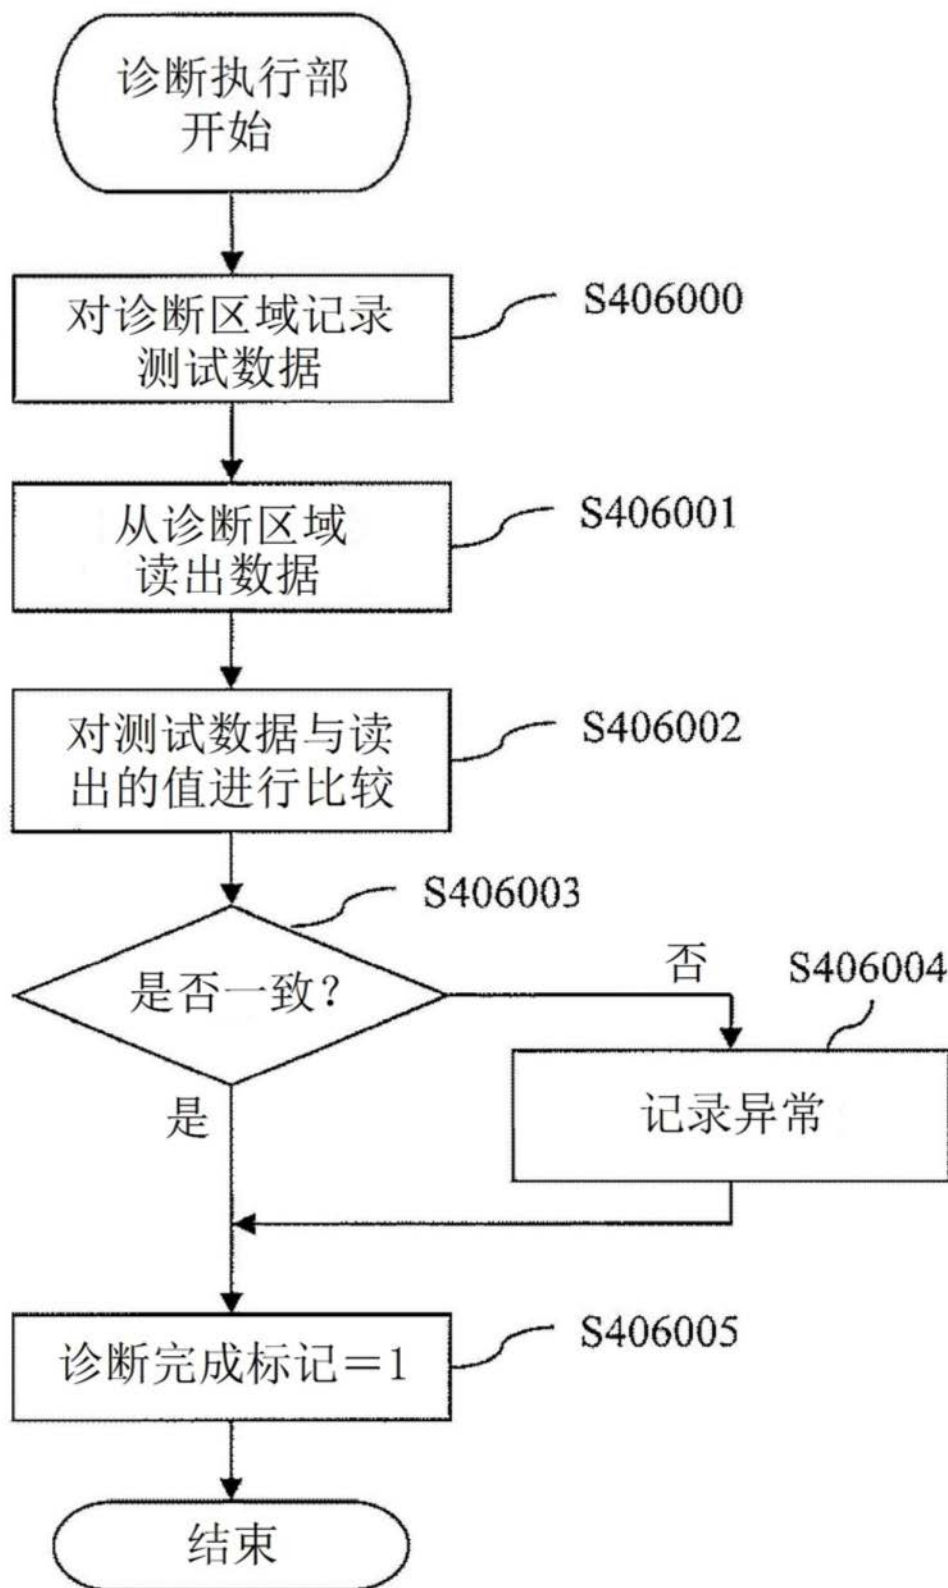 诊断执行部
开始
对诊断区域记录
测试数据
S406000
从诊断区域
读出数据
S406001
对测试数据与读
出的值进行比较
S406002
S406003
是否一致？
否
S406004
记录异常
是
诊断完成标记＝1
S406005
结束